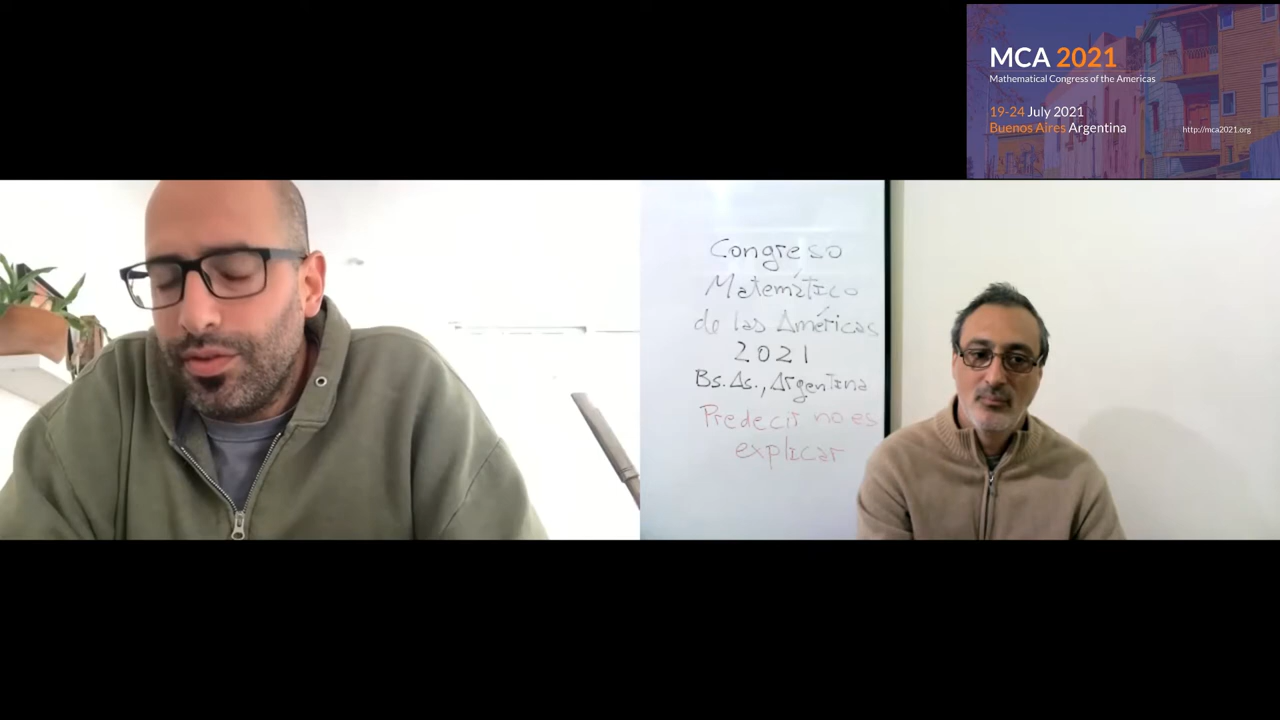 MCA 2021
Mathematical Congress of the Americas
19-24 July 2021
Buenos Aires Argentina
http://mca2021.org
Congreso
Matemático
de las Américas
2021
Bs. As., Argentina
Predecir no es
explicar